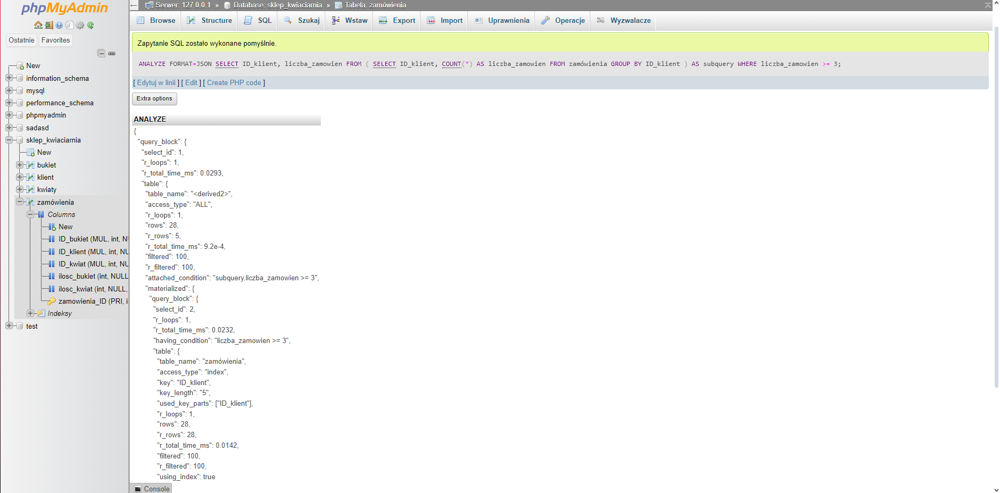 phpMyAdmin
Ostatnie Favorites
New
information_schema
mysql
performance_schema
phpmyadmin
sadasd
sklep_kwiaciarnia
New
bukiet
klient
kwiaty
zamówienia
Columns
New
ID_bukiet (MUL, int, NU
ID_klient (MUL, int, NU
ID_kwiat (MUL, int, NU
ilosc_bukiet (int, NULL
ilosc_kwiat (int, NULL,
zamowienia_ID (PRI, i
Indeksy
test
Serwer: 127.0.0.1 » Database: sklep_kwiaciarnia » Tabela: zamówienia
Browse Structure SQL Szukaj Wstaw Export Import Uprawnienia Operacje Wyzwalacze
Zapytanie SQL zostało wykonane pomyślnie.
ANALYZE FORMAT=JSON SELECT ID_klient, liczba_zamowien FROM ( SELECT ID_klient, COUNT(*) AS liczba_zamowien FROM zamówienia GROUP BY ID_klient ) AS subquery WHERE liczba_zamowien >= 3;
[ Edytuj w linii ] [ Edit ] [ Create PHP code ]
Extra options
ANALYZE
{
"query_block": {
"select_id": 1,
"r_loops": 1,
"r_total_time_ms": 0.0293,
"table": {
"table_name": "<derived2>",
"access_type": "ALL",
"r_loops": 1,
"rows": 28,
"r_rows": 5,
"r_total_time_ms": 9.2e-4,
"filtered": 100,
"r_filtered": 100,
"attached_condition": "subquery.liczba_zamowien >= 3",
"materialized": {
"query_block": {
"select_id": 2,
"r_loops": 1,
"r_total_time_ms": 0.0232,
"having_condition": "liczba_zamowien >= 3",
"table": {
"table_name": "zamówienia",
"access_type": "index",
"key": "ID_klient",
"key_length": "5",
"used_key_parts": ["ID_klient"],
"r_loops": 1,
"rows": 28,
"r_rows": 28,
"r_total_time_ms": 0.0142,
"filtered": 100,
"r_filtered": 100,
"using_index": true
Console